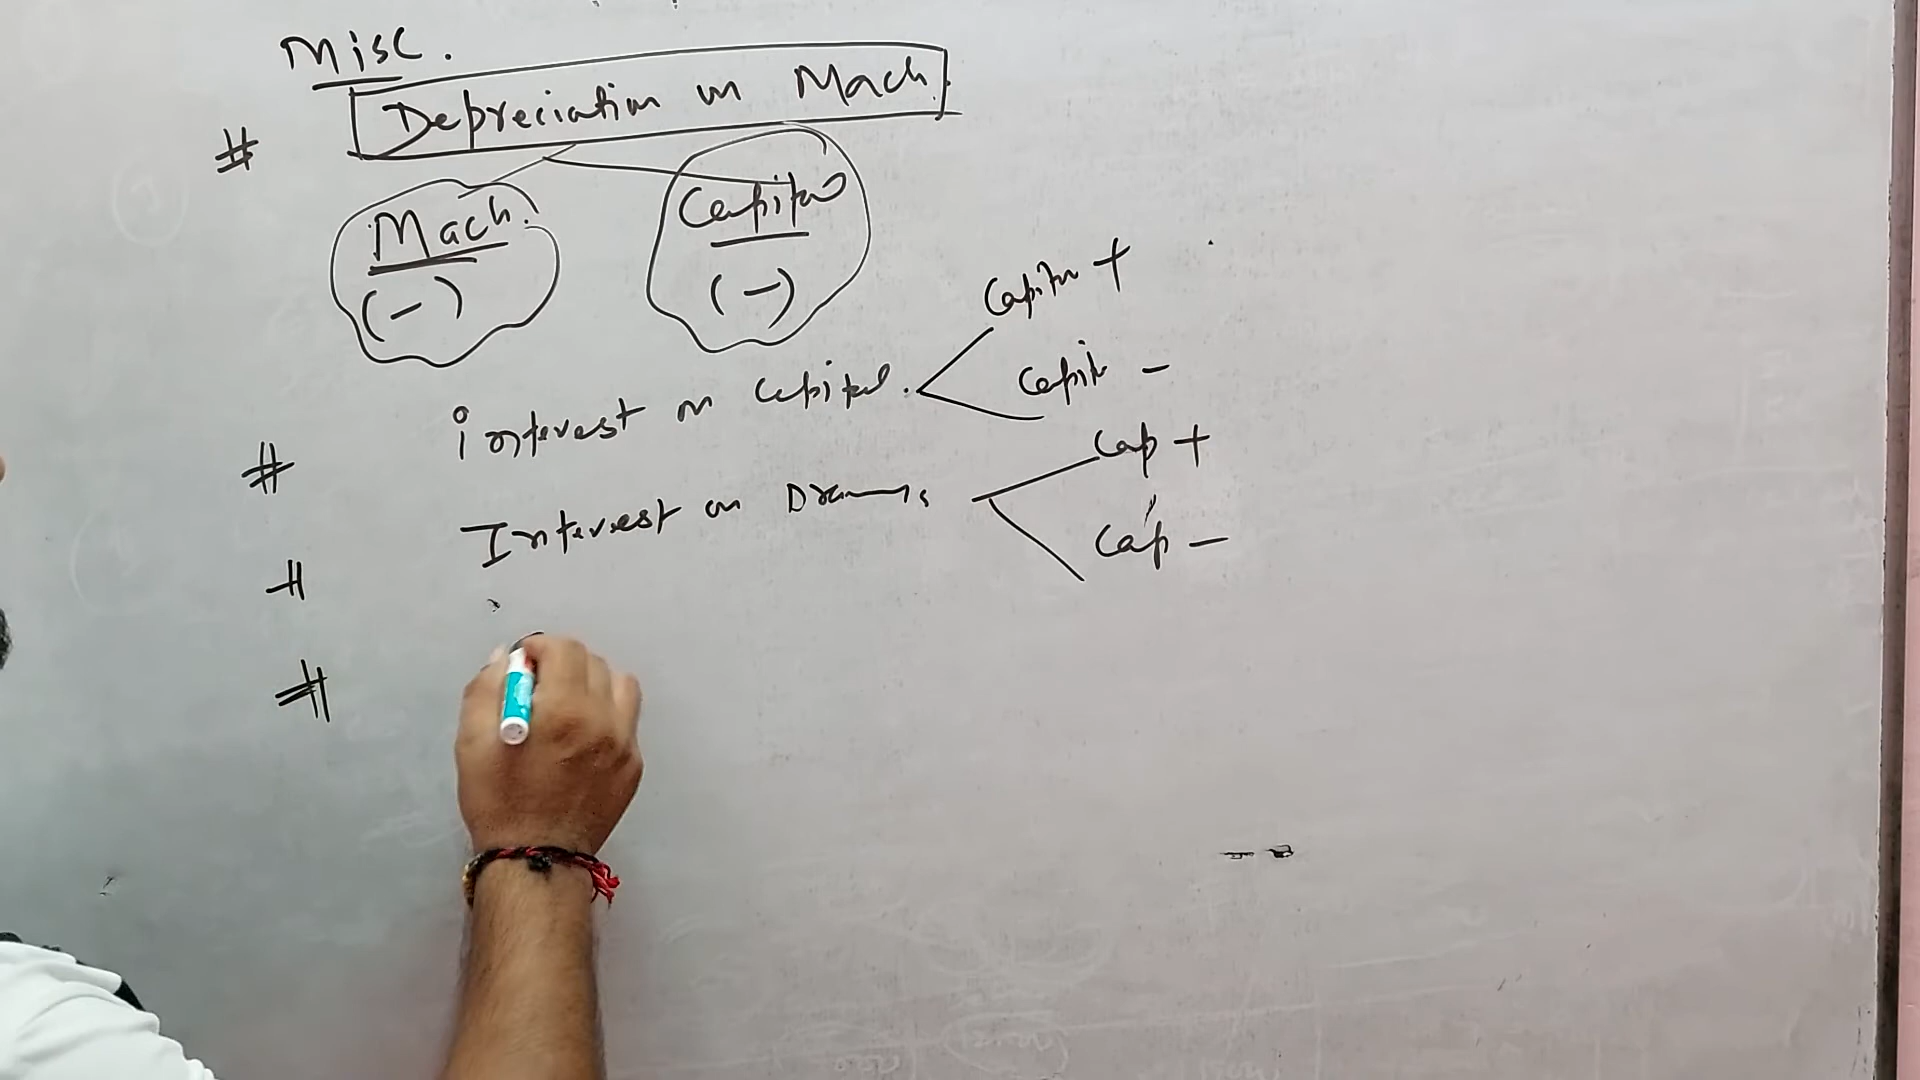 Misc.
# Depreciation on Mach.
Mach. Capital
(-) (-)
# Interest on Capital. Capital +
Capital -
# Interest on Drawings Cap +
Cap -
#